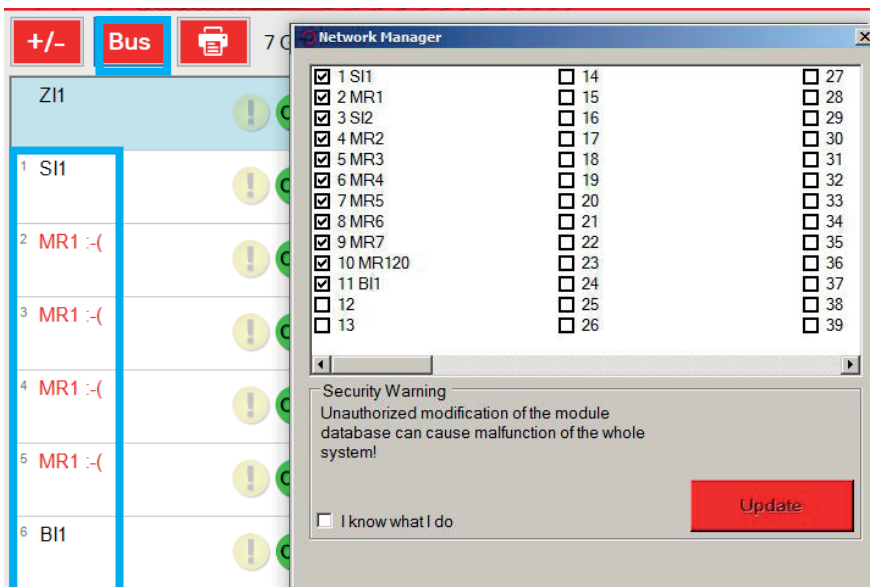 +/-
Bus
7 G
ZI1
1 SI1
2 MR1 :-(
3 MR1 :-(
4 MR1 :-(
5 MR1 :-(
6 BI1
Network Manager
1 SI1
2 MR1
3 SI2
4 MR2
5 MR3
6 MR4
7 MR5
8 MR6
9 MR7
10 MR120
11 BI1
12
13
14
15
16
17
18
19
20
21
22
23
24
25
26
27
28
29
30
31
32
33
34
35
36
37
38
39
Security Warning
Unauthorized modification of the module
database can cause malfunction of the whole
system!
I know what I do
Update